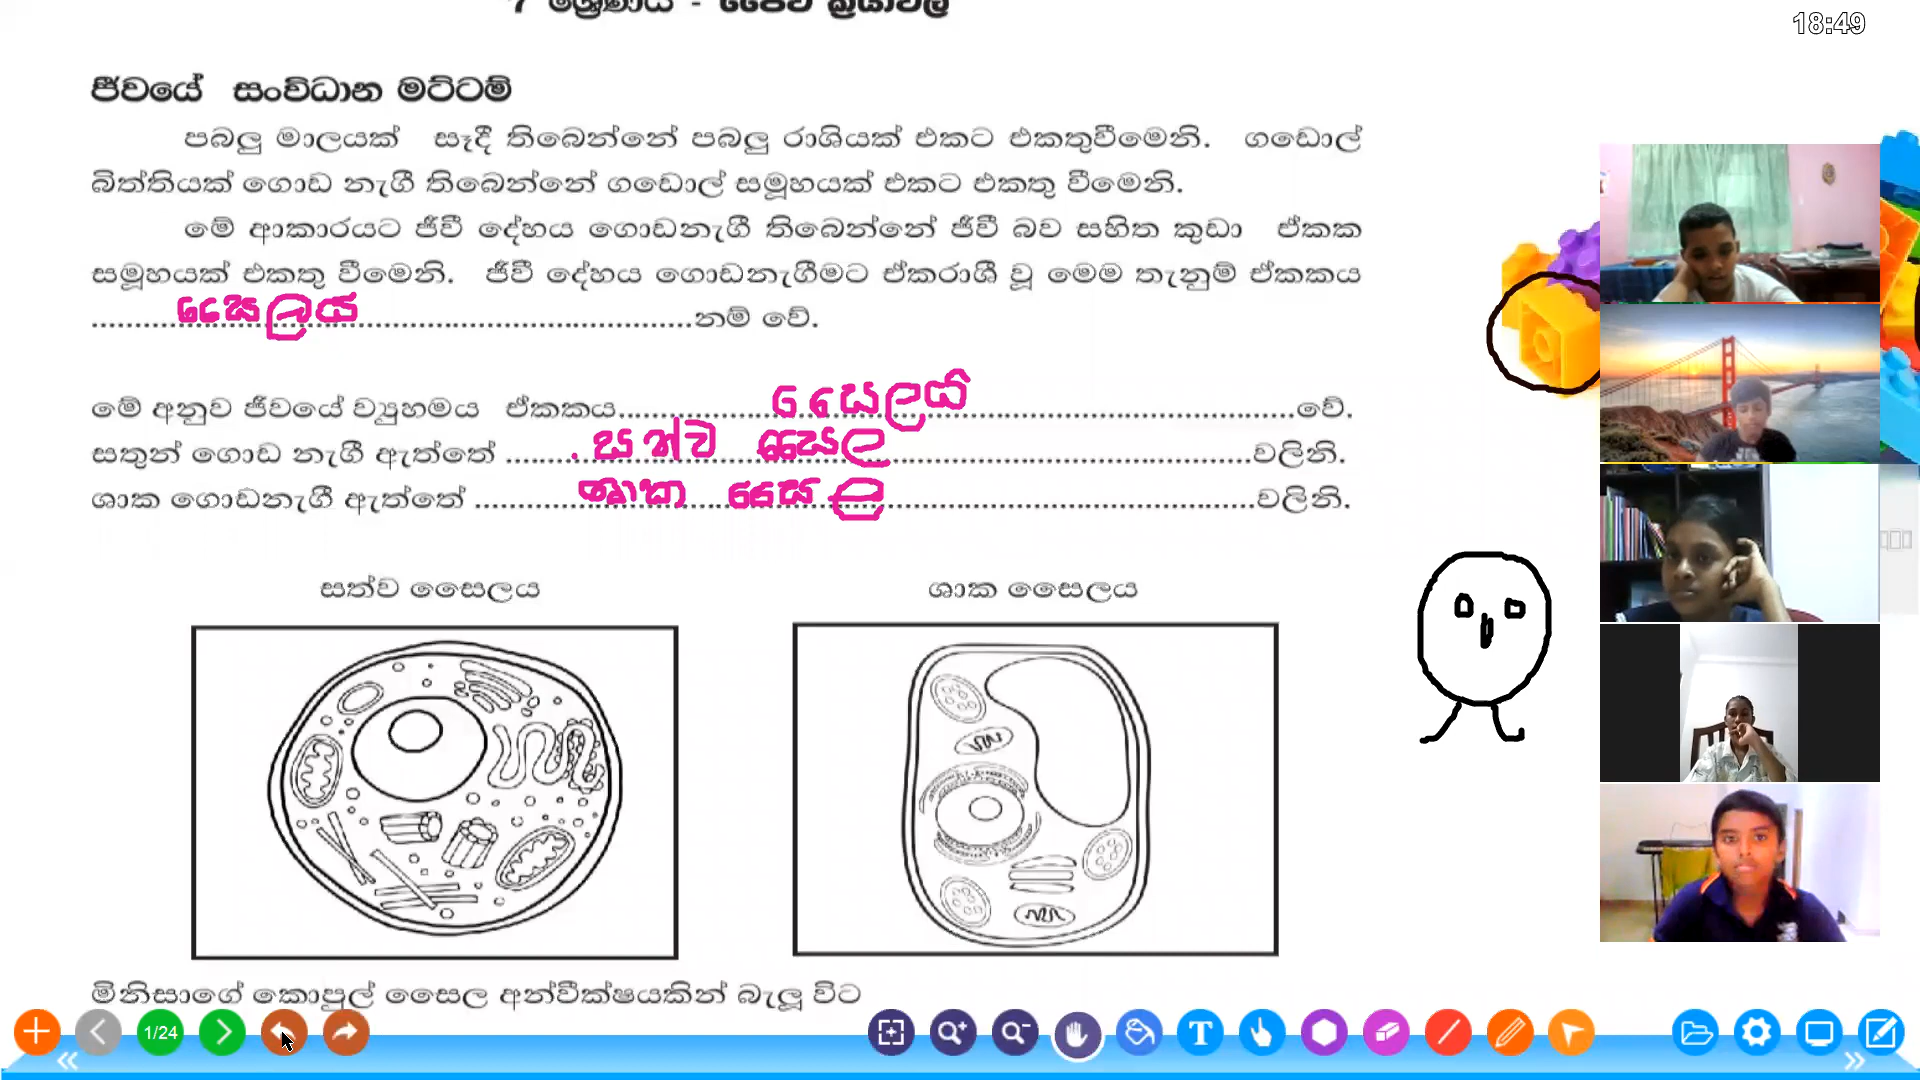 7 ශ්‍රේණිය - ජෛව ක්‍රියාවලි
18:49
ජීවයේ සංවිධාන මට්ටම්
පබලු මාලයක් සෑදී තිබෙන්නේ පබලු රාශියක් එකට එකතුවීමෙනි. ගඩොල්
බිත්තියක් ගොඩ නැගී තිබෙන්නේ ගඩොල් සමූහයක් එකට එකතු වීමෙනි.
මේ ආකාරයට ජීවී දේහය ගොඩනැගී තිබෙන්නේ ජීවී බව සහිත කුඩා ඒකක
සමූහයක් එකතු වීමෙනි. ජීවී දේහය ගොඩනැගීමට ඒකරාශී වූ මෙම තැනුම් ඒකකය
සෛලය නම් වේ.
මේ අනුව ජීවයේ ව්‍යුහමය ඒකකය සෛලයයි වේ.
සතුන් ගොඩ නැගී ඇත්තේ සත්ව සෛල වලිනි.
ශාක ගොඩනැගී ඇත්තේ ශාක සෛල වලිනි.
සත්ව සෛලය ශාක සෛලය
මිනිසාගේ කොපුල් සෛල අන්වීක්ෂයකින් බැලූ විට
1/24
T